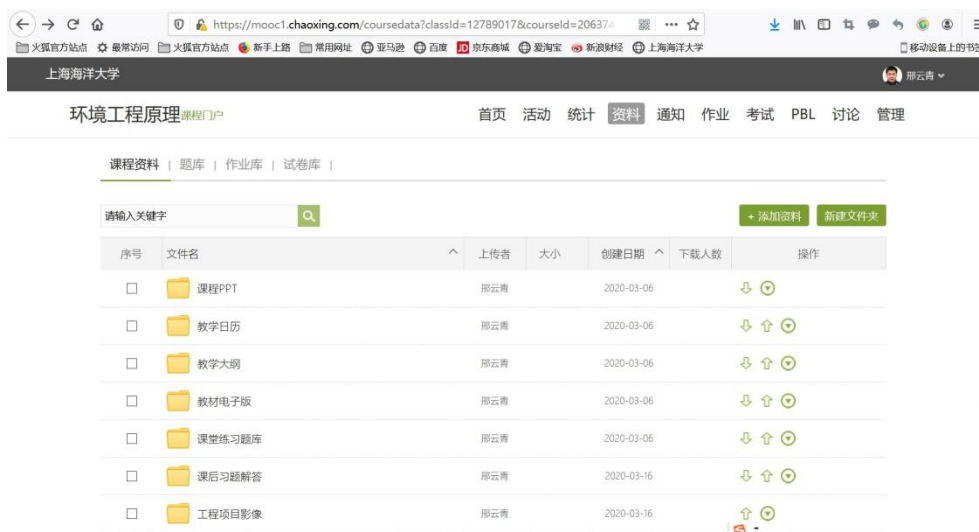 https://mooc1.chaoxing.com/coursedata?classId=12789017&courseId=206374
火狐官方站点 最常访问 火狐官方站点 新手上路 常用网址 亚马逊 百度 JD 京东商城 爱淘宝 新浪财经 上海海洋大学 移动设备上的书签
上海海洋大学 邢云青
环境工程原理课程门户 首页 活动 统计 资料 通知 作业 考试 PBL 讨论 管理
课程资料 | 题库 | 作业库 | 试卷库 |
请输入关键字 + 添加资料 新建文件夹
序号 文件名 上传者 大小 创建日期 下载人数 操作
课程PPT 邢云青 2020-03-06
教学日历 邢云青 2020-03-06
教学大纲 邢云青 2020-03-06
教材电子版 邢云青 2020-03-06
课堂练习题库 邢云青 2020-03-06
课后习题解答 邢云青 2020-03-16
工程项目影像 邢云青 2020-03-16